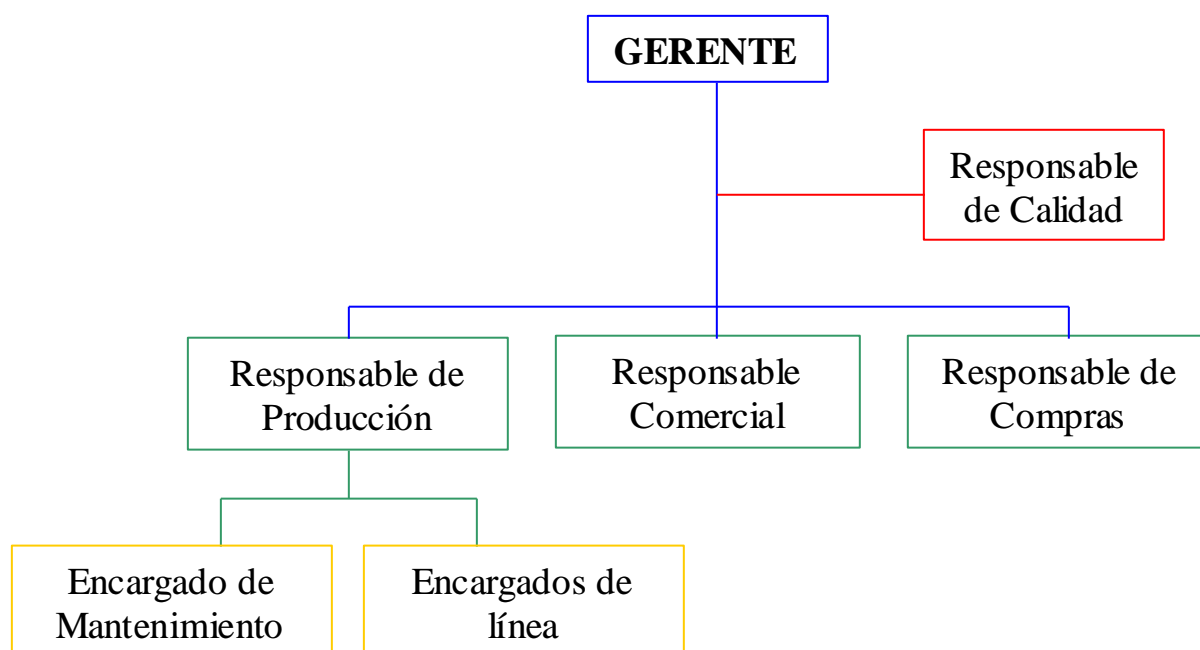 GERENTE
Responsable
de Calidad
Responsable de
Producción
Responsable
Comercial
Responsable de
Compras
Encargado de
Mantenimiento
Encargados de
línea